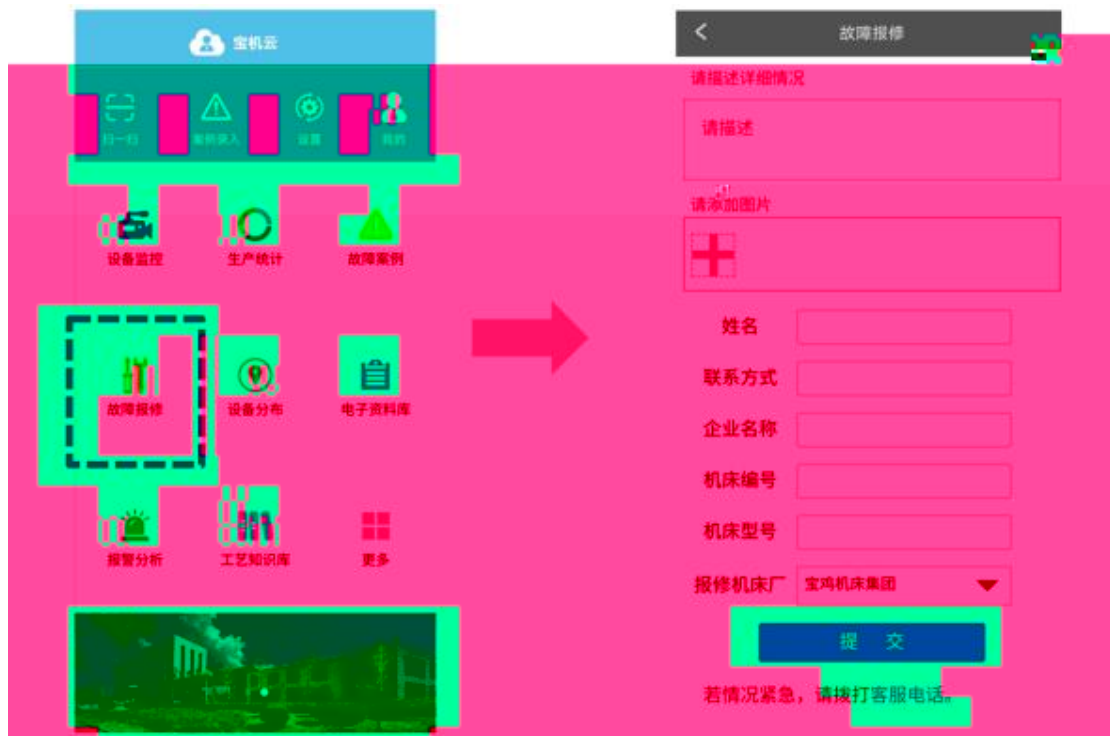 宝机云
扫一扫 案例录入 设置 我的
设备监控 生产统计 故障案例
故障报修 设备分布 电子资料库
报警分析 工艺知识库 更多
故障报修
请描述详细情况
请描述
请添加图片
姓名
联系方式
企业名称
机床编号
机床型号
报修机床厂 宝鸡机床集团
提 交
若情况紧急，请拨打客服电话。